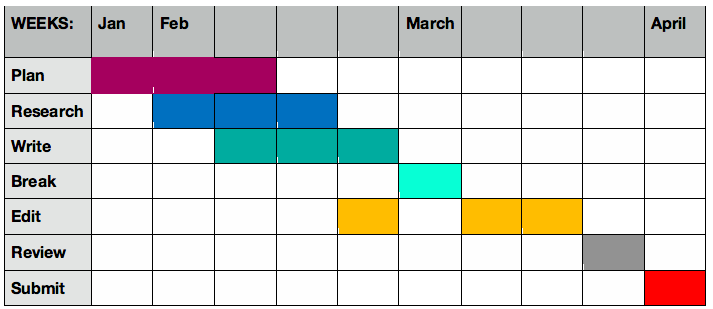 WEEKS: Jan Feb March April
Plan
Research
Write
Break
Edit
Review
Submit